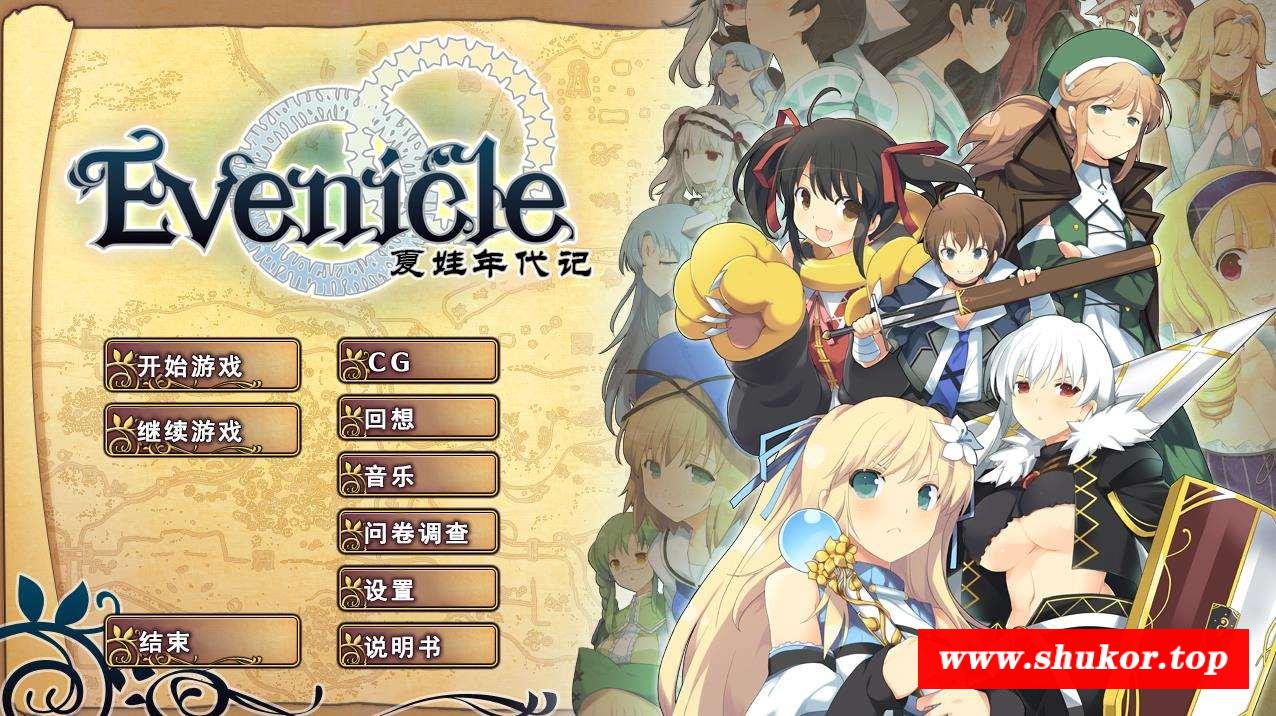 Evenicle
夏娃年代记
开始游戏
继续游戏
结束
CG
回想
音乐
问卷调查
设置
说明书
www.shukor.top